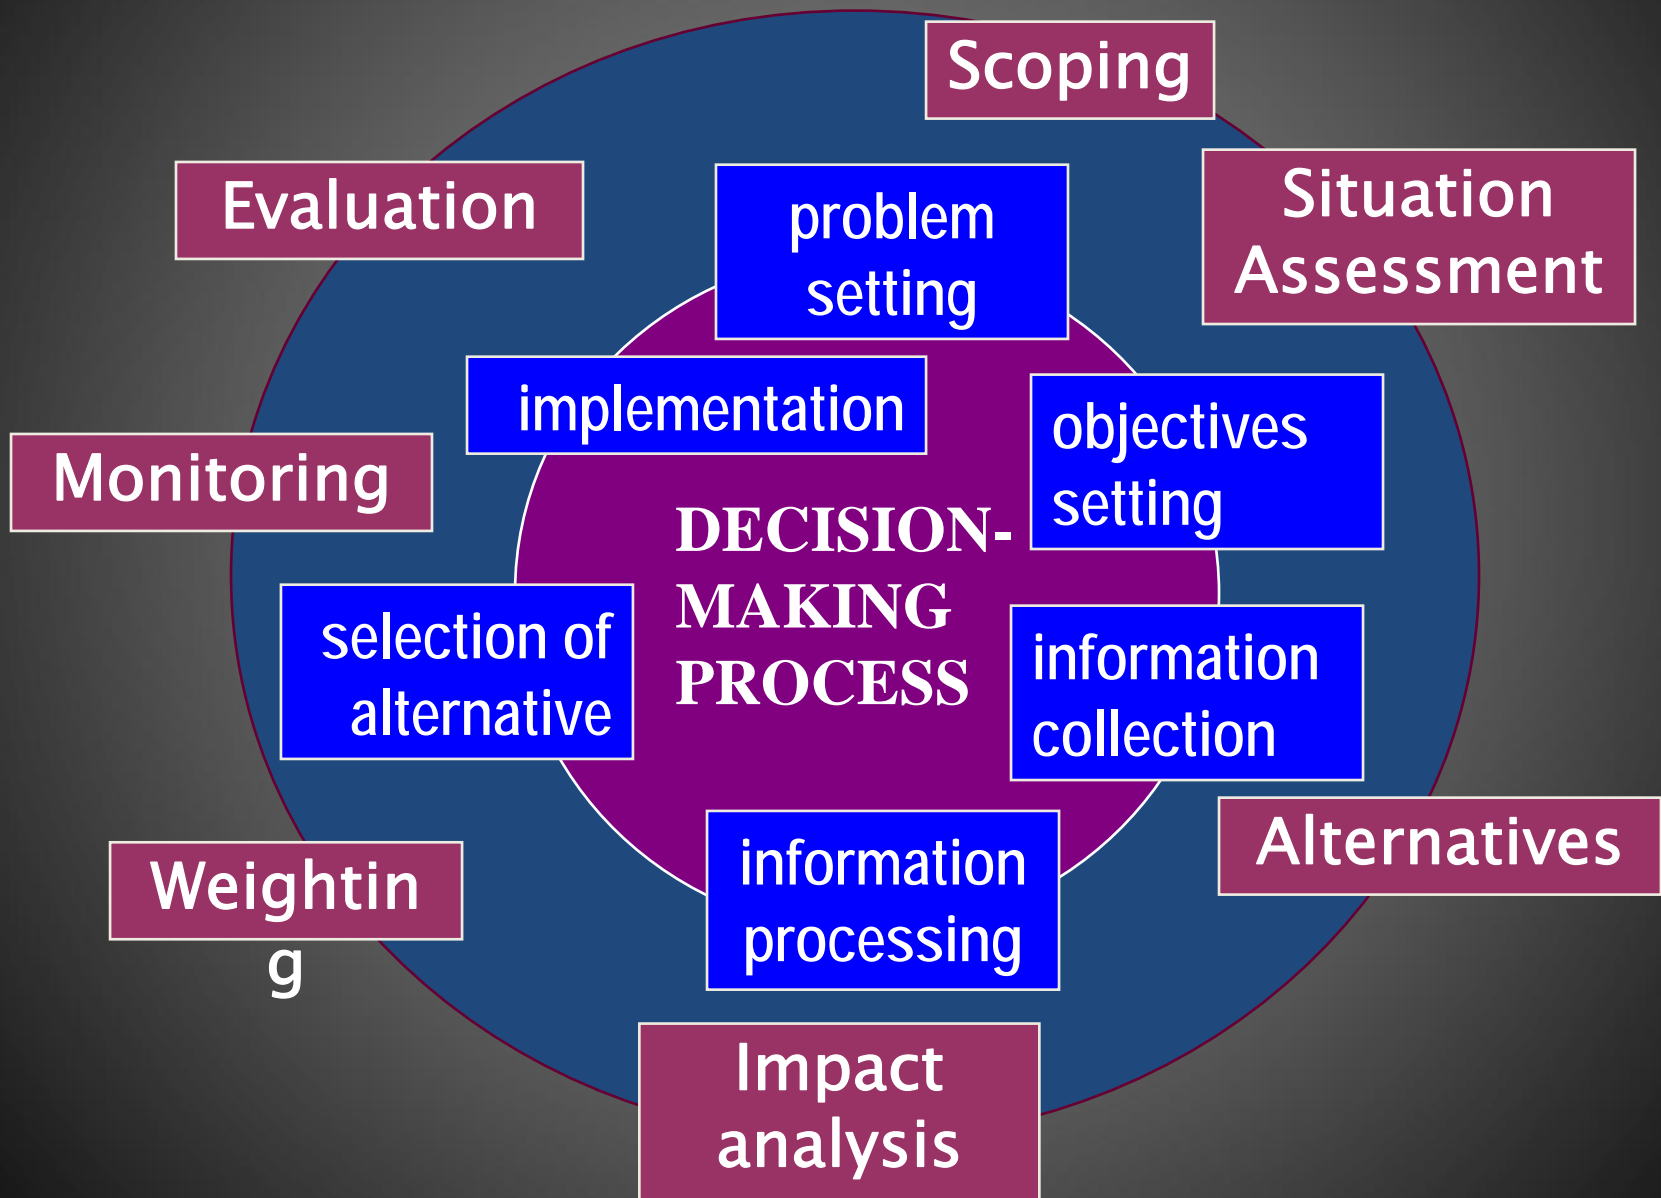 Scoping
Situation
Assessment
Evaluation
problem
setting
implementation
objectives
setting
Monitoring
DECISION-
MAKING
PROCESS
selection of
alternative
information
collection
Alternatives
Weightin
g
information
processing
Impact
analysis